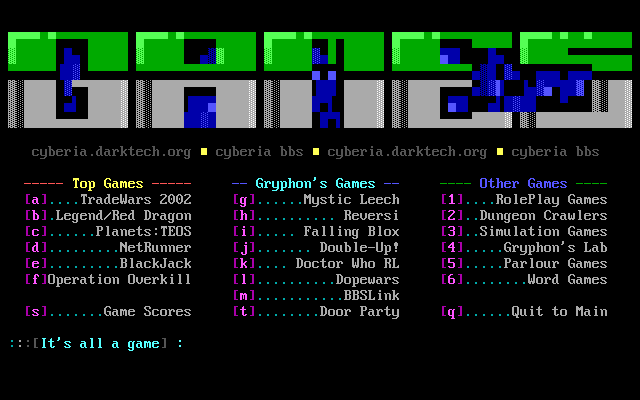 cyberia.darktech.org ■ cyberia bbs ■ cyberia.darktech.org ■ cyberia bbs
----- Top Games ----- -- Gryphon's Games -- ---- Other Games ----
[a]....TradeWars 2002 [g]......Mystic Leech [1]..RolePlay Games
[b].Legend/Red Dragon [h].......... Reversi [2].Dungeon Crawlers
[c]......Planets:TEOS [i].... Falling Blox [3]..Simulation Games
[d].........NetRunner [j]...... Double-Up! [4]....Gryphon's Lab
[e].........BlackJack [k].... Doctor Who RL [5]....Parlour Games
[f]Operation Overkill [l]........Dopewars [6].......Word Games
[m]...........BBSLink
[s].......Game Scores [t]........Door Party [q]......Quit to Main
:::[It's all a game] :